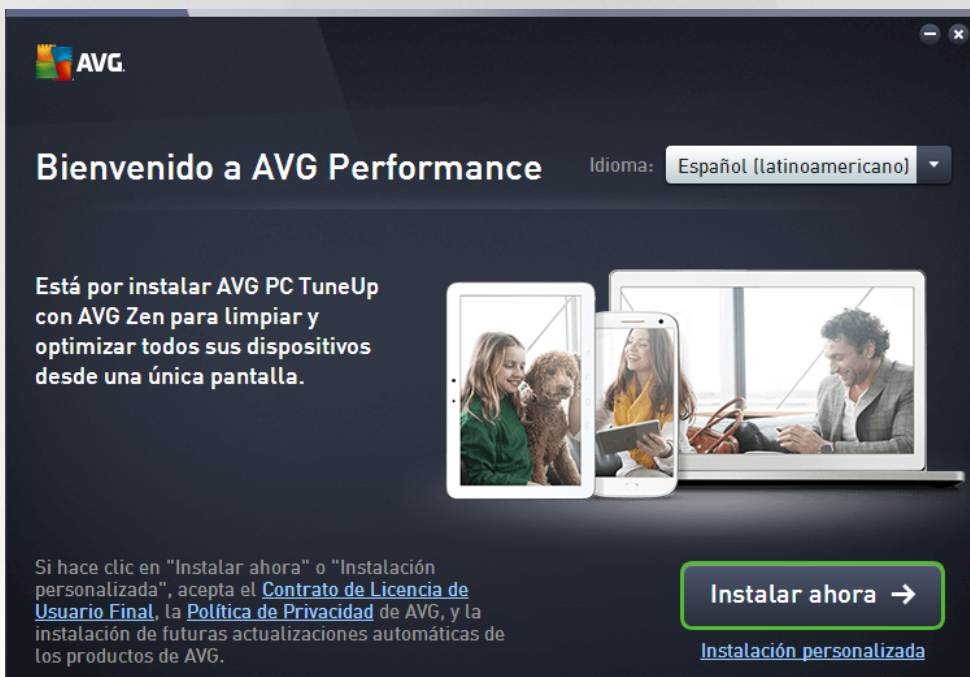 AVG.
Bienvenido a AVG Performance
Idioma:
Español (latinoamericano)
Está por instalar AVG PC TuneUp
con AVG Zen para limpiar y
optimizar todos sus dispositivos
desde una única pantalla.
Si hace clic en "Instalar ahora" o "Instalación
personalizada", acepta el Contrato de Licencia de
Usuario Final, la Política de Privacidad de AVG, y la
instalación de futuras actualizaciones automáticas de
los productos de AVG.
Instalar ahora →
Instalación personalizada